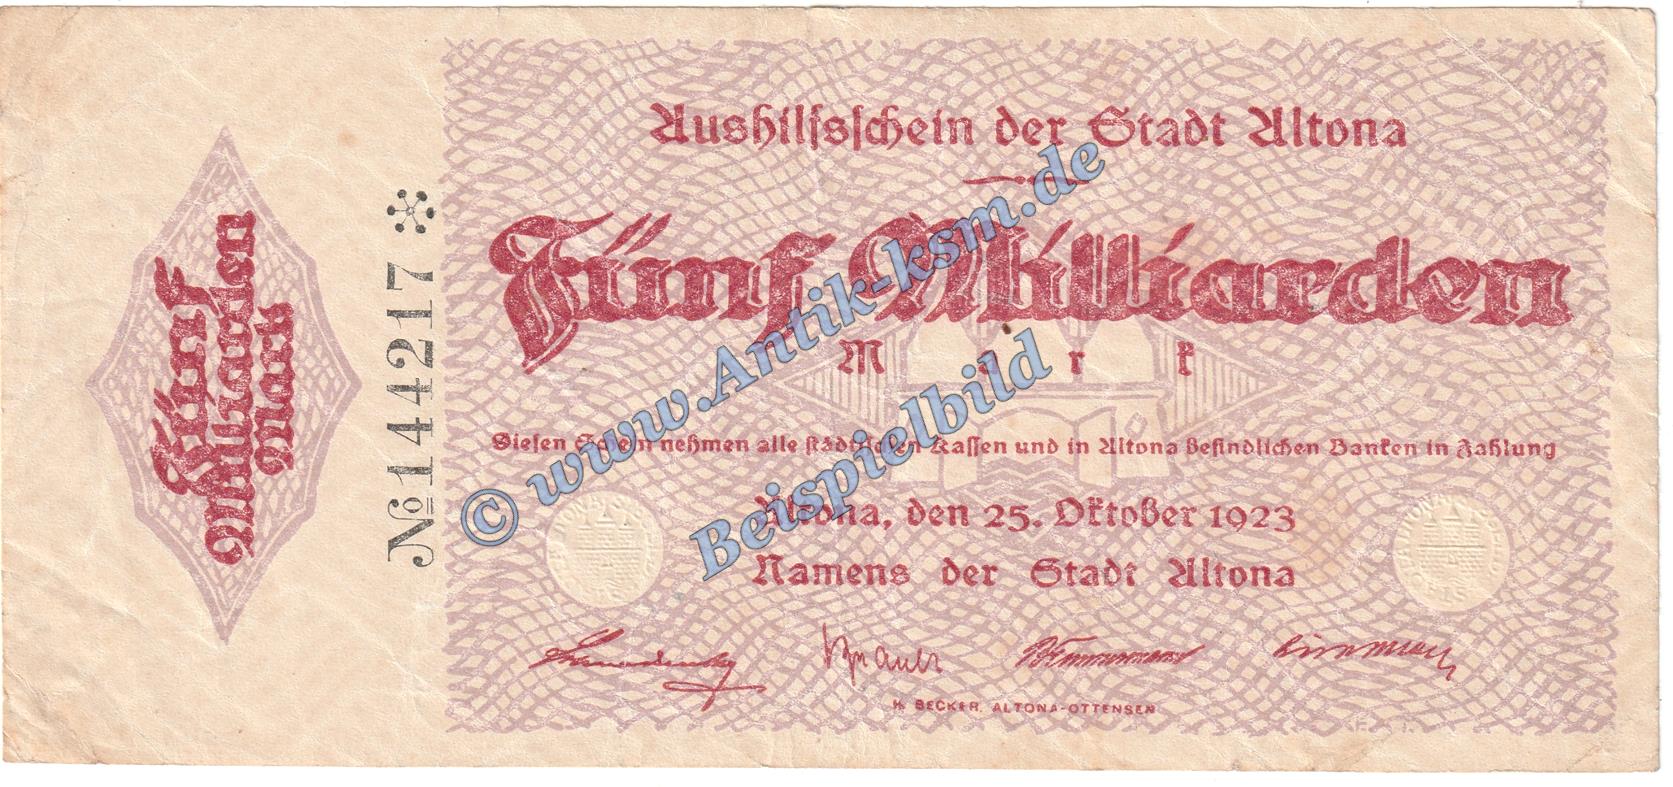 Aushilfsschein der Stadt Altona
Fünf Milliarden
Mark
Diesen Schein nehmen alle städtischen Kassen und in Altona befindlichen Banken in Zahlung
Altona, den 25. Oktober 1923
Namens der Stadt Altona
H. BECKER. ALTONA-OTTENSEN
Fünf
Milliarden
Mark
№144217
© www.Antik-ksm.de
Beispielbild